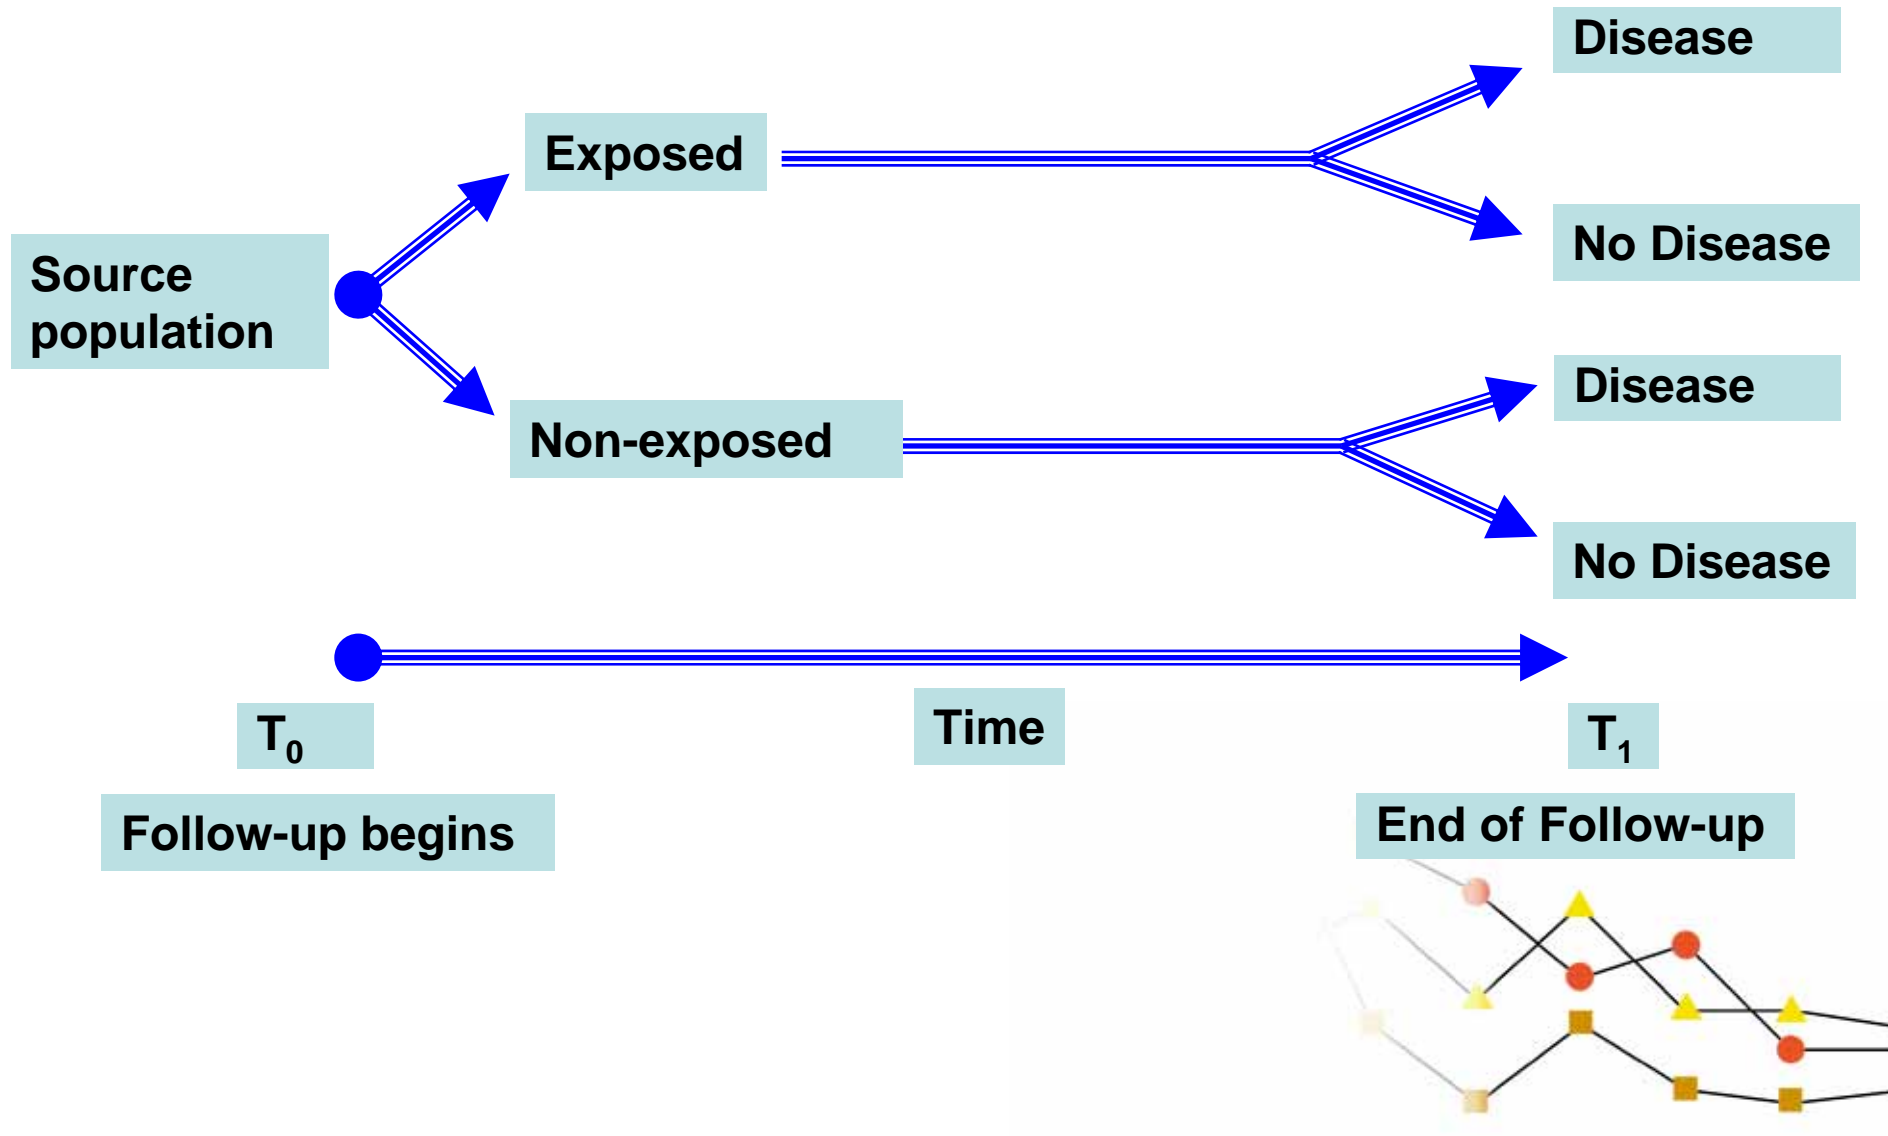 Disease
Exposed
No Disease
Source
population
Disease
Non-exposed
No Disease
T₀
Time
T₁
Follow-up begins
End of Follow-up